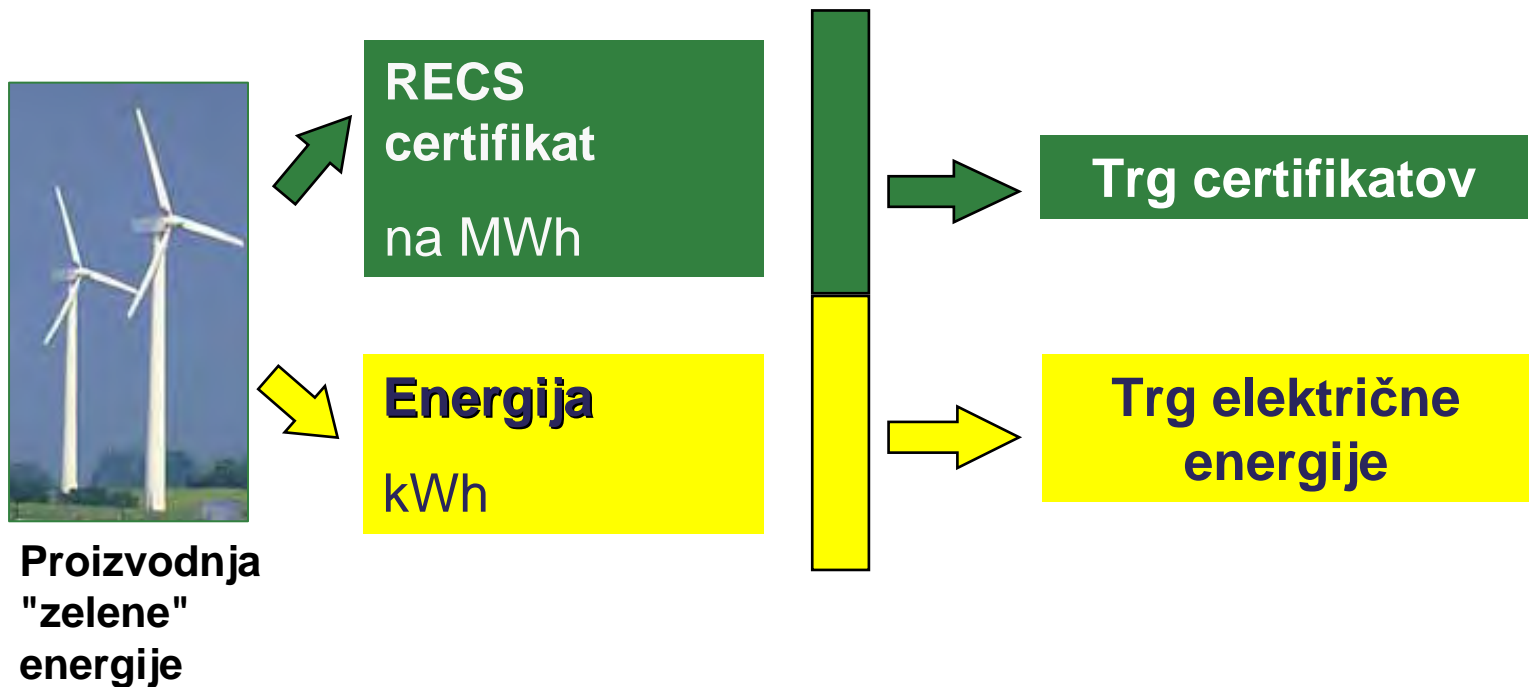 RECS
certifikat
na MWh
Trg certifikatov
Energija
kWh
Trg električne
energije
Proizvodnja
"zelene"
energije